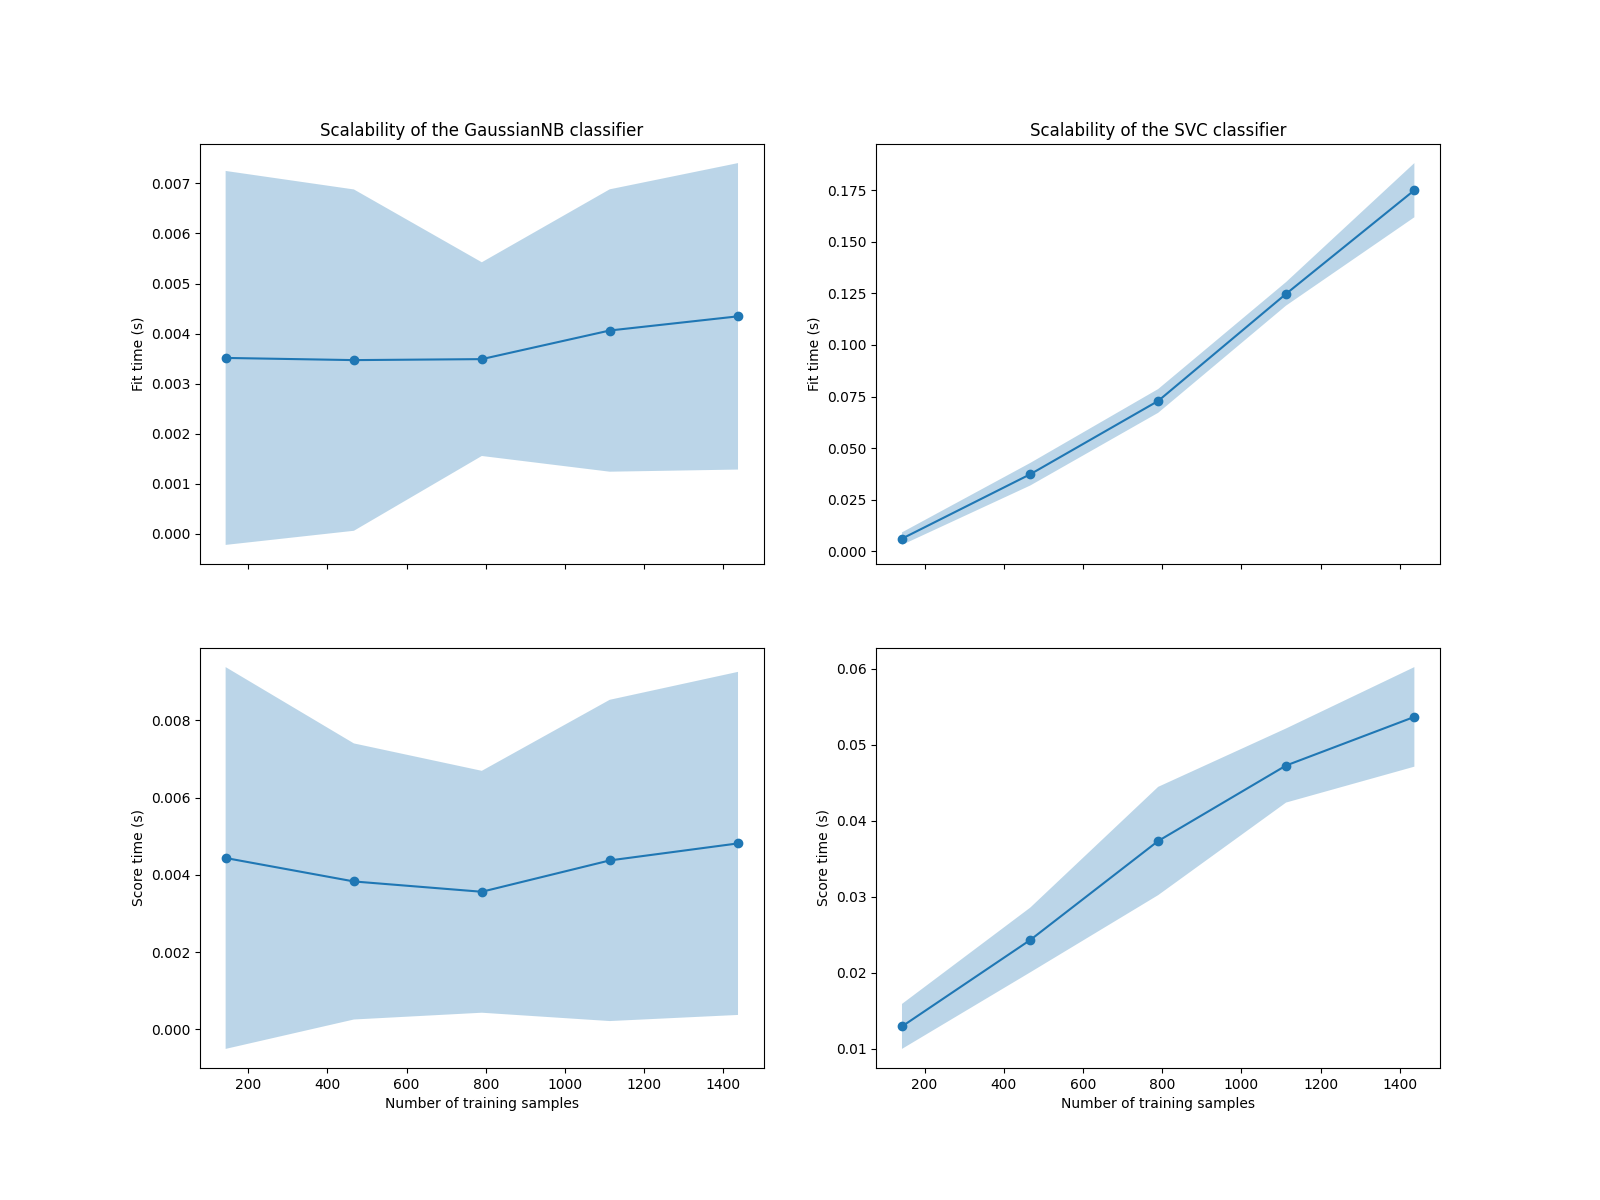 Scalability of the GaussianNB classifier
Fit time (s)
0.007
0.006
0.005
0.004
0.003
0.002
0.001
0.000
Scalability of the SVC classifier
Fit time (s)
0.175
0.150
0.125
0.100
0.075
0.050
0.025
0.000
Score time (s)
0.008
0.006
0.004
0.002
0.000
200 400 600 800 1000 1200 1400
Number of training samples
Score time (s)
0.06
0.05
0.04
0.03
0.02
0.01
200 400 600 800 1000 1200 1400
Number of training samples